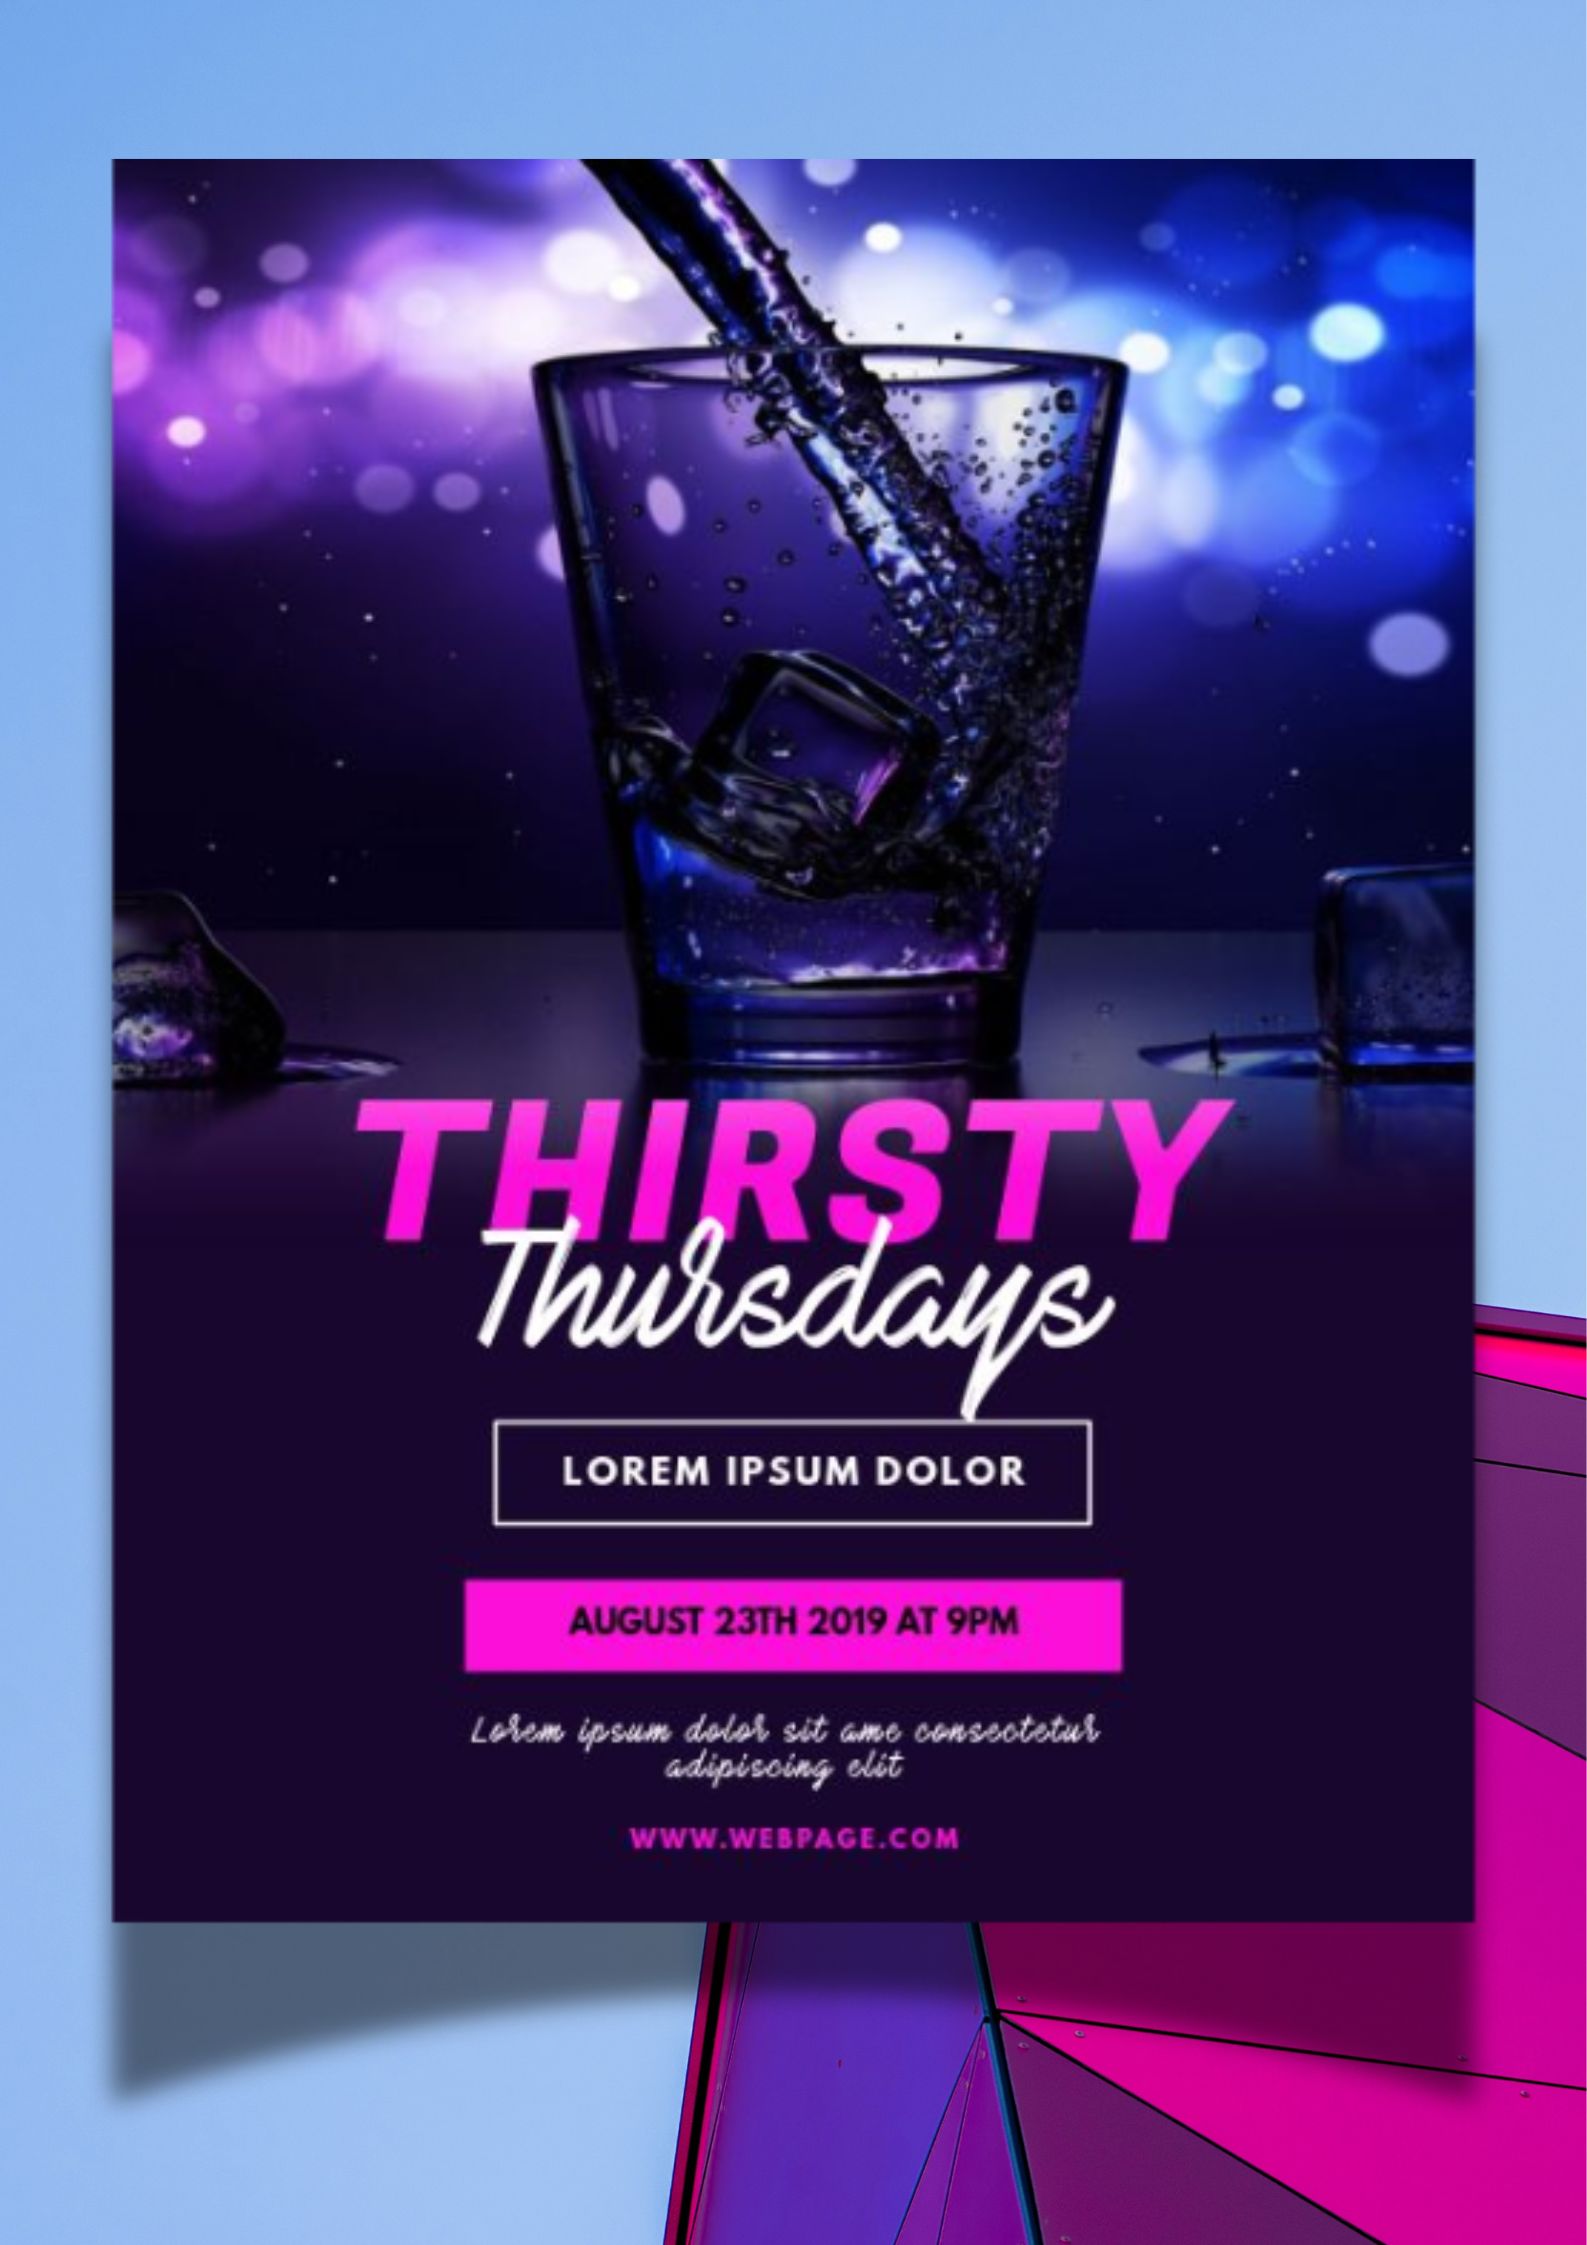 THIRSTY
Thursdays
LOREM IPSUM DOLOR
AUGUST 23TH 2019 AT 9PM
Lorem ipsum dolor sit ame consectetur
adipiscing elit
WWW.WEBPAGE.COM